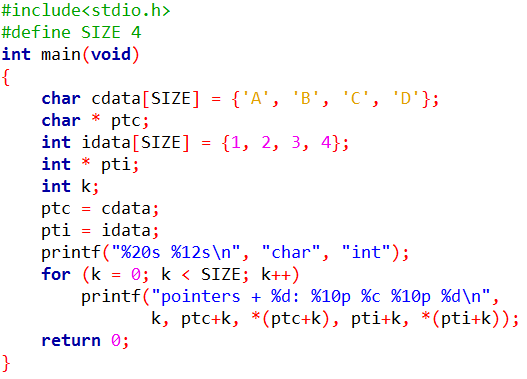 #include<stdio.h>
#define SIZE 4
int main(void)
{
    char cdata[SIZE] = {'A', 'B', 'C', 'D'};
    char * ptc;
    int idata[SIZE] = {1, 2, 3, 4};
    int * pti;
    int k;
    ptc = cdata;
    pti = idata;
    printf("%20s %12s\n", "char", "int");
    for (k = 0; k < SIZE; k++)
        printf("pointers + %d: %10p %c %10p %d\n",
               k, ptc+k, *(ptc+k), pti+k, *(pti+k));
    return 0;
}